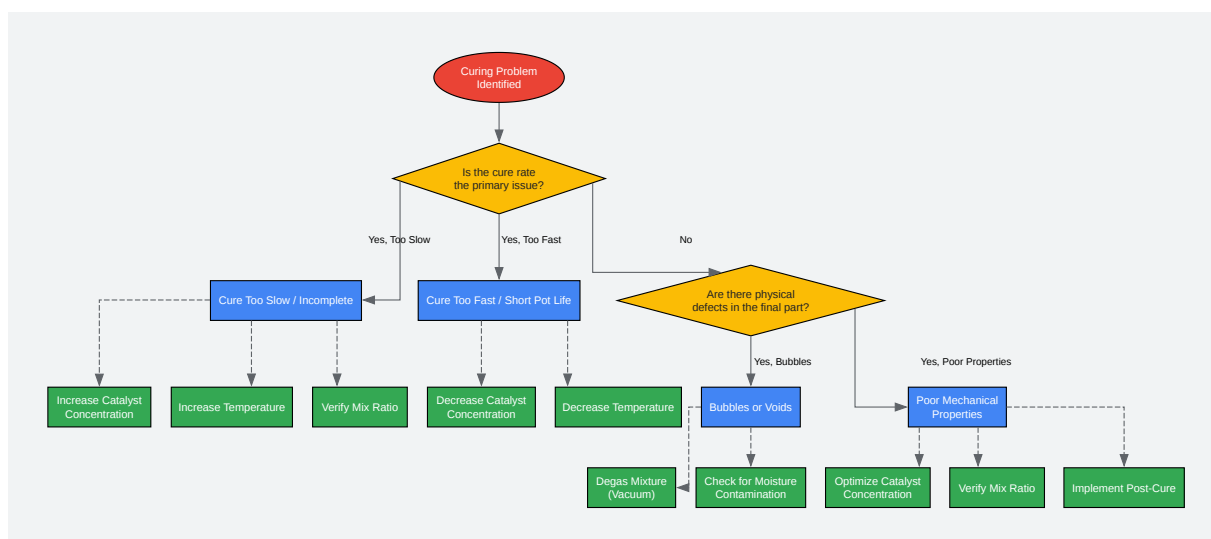 Curing Problem
Identified
Is the cure rate
the primary issue?
Yes, Too Slow
Yes, Too Fast
No
Cure Too Slow / Incomplete
Cure Too Fast / Short Pot Life
Are there physical
defects in the final part?
Yes, Bubbles
Yes, Poor Properties
Increase Catalyst
Concentration
Increase Temperature
Verify Mix Ratio
Decrease Catalyst
Concentration
Decrease Temperature
Bubbles or Voids
Poor Mechanical
Properties
Degas Mixture
(Vacuum)
Check for Moisture
Contamination
Optimize Catalyst
Concentration
Verify Mix Ratio
Implement Post-Cure